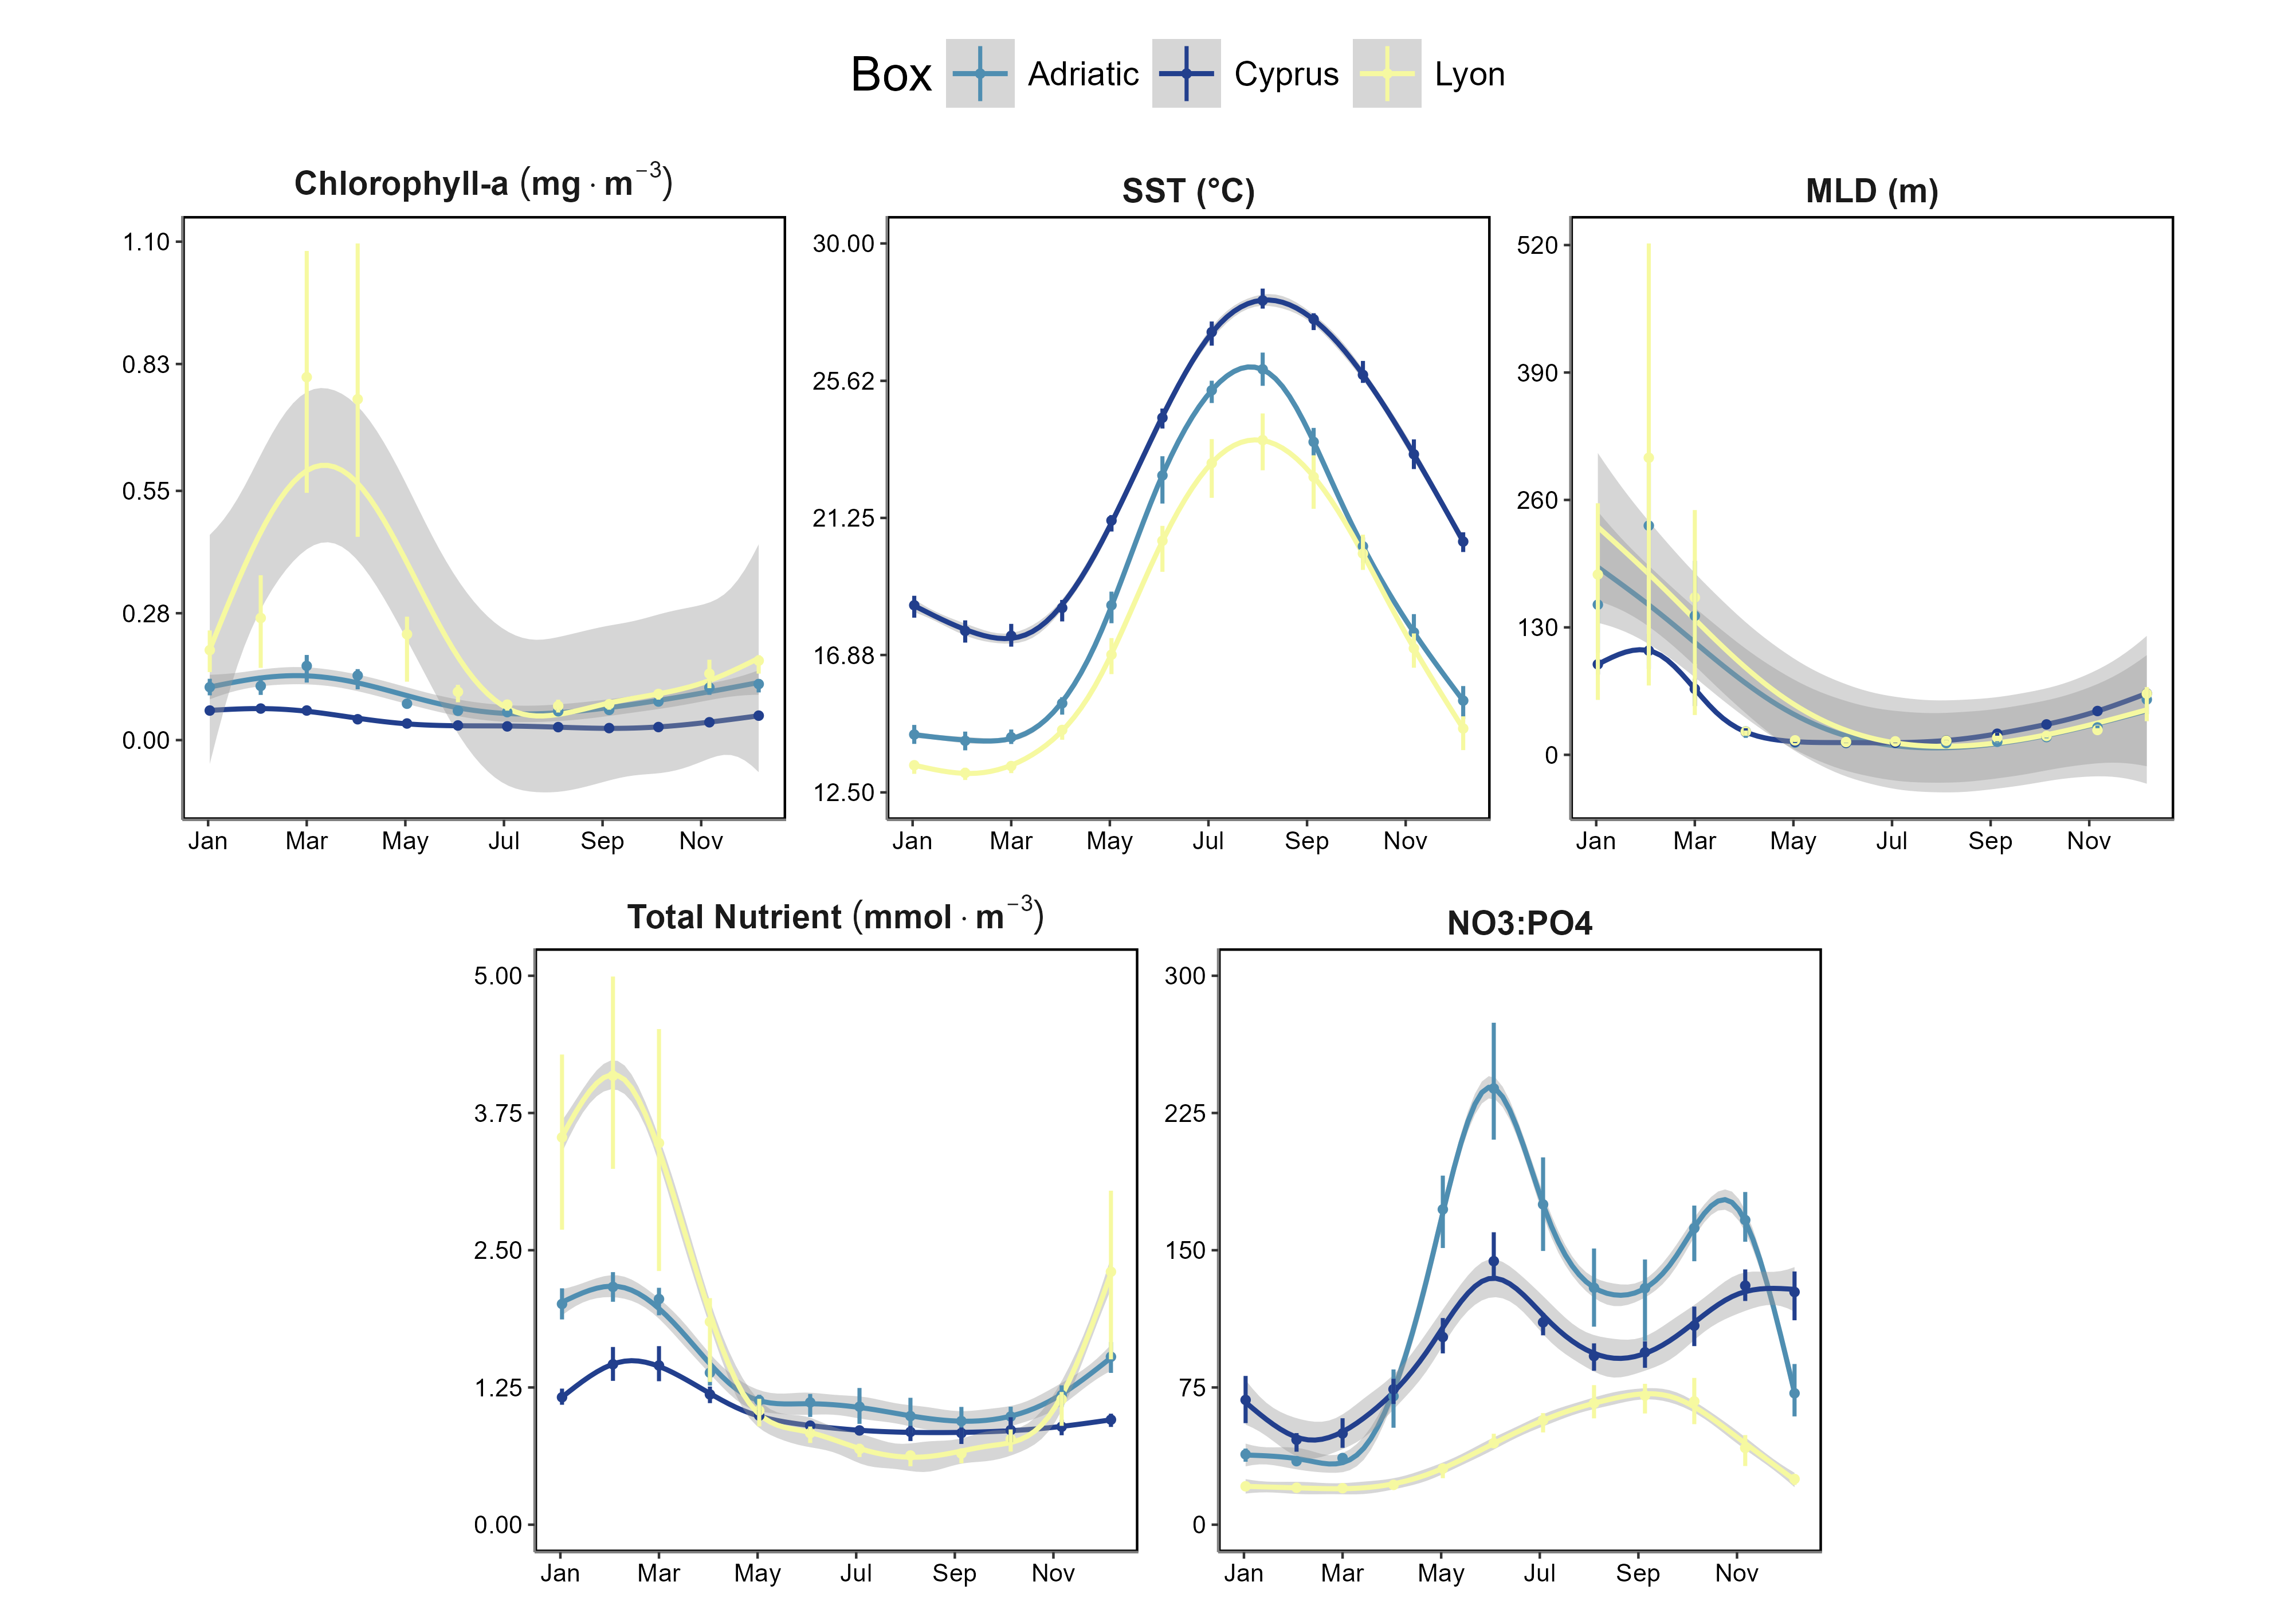 Box Adriatic Cyprus Lyon
Chlorophyll-a (mg · m⁻³)
1.10
0.83
0.55
0.28
0.00
Jan Mar May Jul Sep Nov
SST (°C)
30.00
25.62
21.25
16.88
12.50
Jan Mar May Jul Sep Nov
MLD (m)
520
390
260
130
0
Jan Mar May Jul Sep Nov
Total Nutrient (mmol · m⁻³)
5.00
3.75
2.50
1.25
0.00
Jan Mar May Jul Sep Nov
NO3:PO4
300
225
150
75
0
Jan Mar May Jul Sep Nov